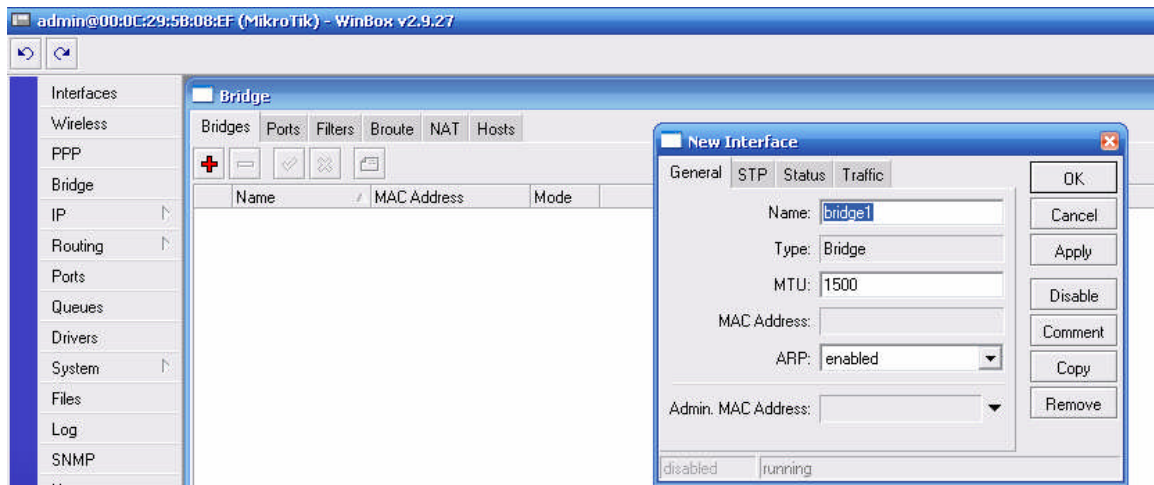 admin@00:0C:29:5B:08:EF (MikroTik) - WinBox v2.9.27
Interfaces
Wireless
PPP
Bridge
IP
Routing
Ports
Queues
Drivers
System
Files
Log
SNMP
Bridge
Bridges Ports Filters Broute NAT Hosts
Name MAC Address Mode
New Interface
General STP Status Traffic
Name: bridge1
Type: Bridge
MTU: 1500
MAC Address:
ARP: enabled
Admin. MAC Address:
disabled running
OK
Cancel
Apply
Disable
Comment
Copy
Remove